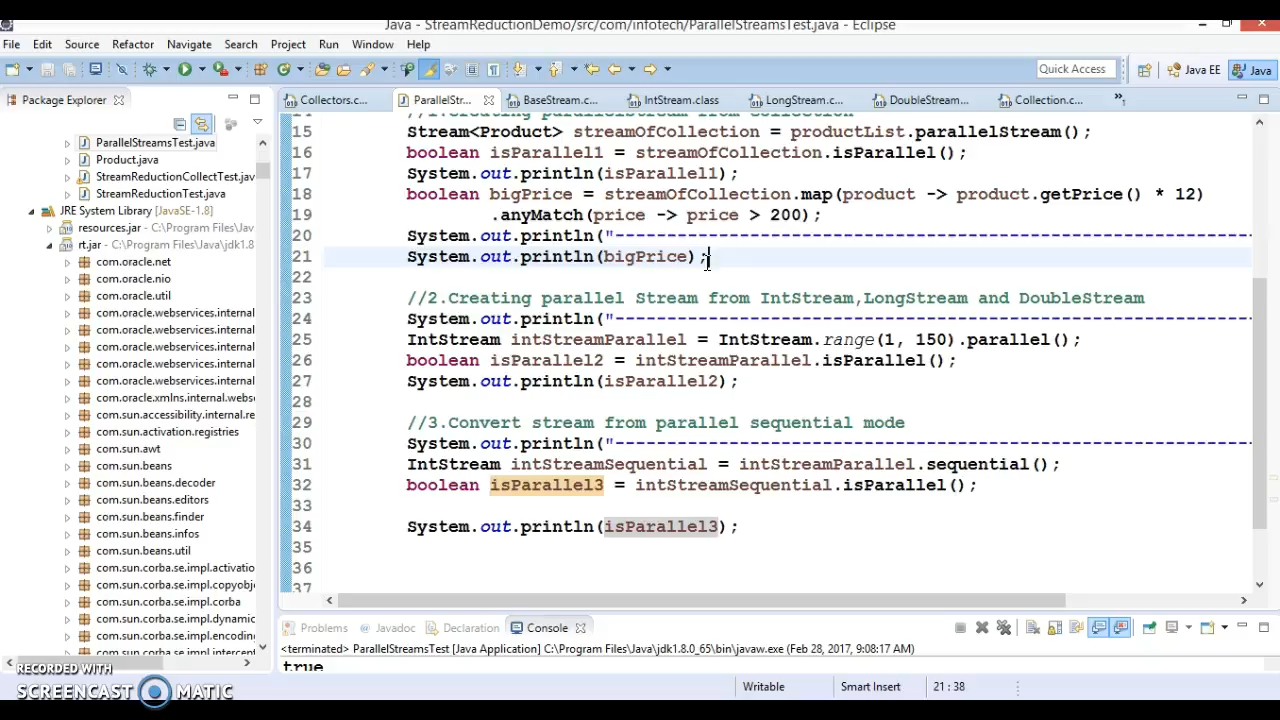 Java - StreamReductionDemo/src/com/infotech/ParallelStreamsTest.java - Eclipse
File Edit Source Refactor Navigate Search Project Run Window Help
Quick Access Java EE Java
Package Explorer
ParallelStreamsTest.java
Product.java
StreamReductionCollectTest.jav
StreamReductionTest.java
JRE System Library [JavaSE-1.8]
resources.jar - C:\Program Files\Java
rt.jar - C:\Program Files\Java\jdk1.8
com.oracle.net
com.oracle.nio
com.oracle.util
com.oracle.webservices.internal
com.oracle.webservices.internal
com.oracle.webservices.internal
com.oracle.webservices.internal
com.oracle.xmlns.internal.webse
com.sun.accessibility.internal.re
com.sun.activation.registries
com.sun.awt
com.sun.beans
com.sun.beans.decoder
com.sun.beans.editors
com.sun.beans.finder
com.sun.beans.infos
com.sun.beans.util
com.sun.corba.se.impl.activatio
com.sun.corba.se.impl.copyobje
com.sun.corba.se.impl.corba
com.sun.corba.se.impl.dynamic
com.sun.corba.se.impl.encoding
com.sun.corba.se.impl.intercept
Collectors.c... ParallelStr... BaseStream.c... IntStream.class LongStream.c... DoubleStream... Collection.c... »1
14 //1.Creating parallelStream from Collection
15 Stream<Product> streamOfCollection = productList.parallelStream();
16 boolean isParallel1 = streamOfCollection.isParallel();
17 System.out.println(isParallel1);
18 boolean bigPrice = streamOfCollection.map(product -> product.getPrice() * 12)
19 .anyMatch(price -> price > 200);
20 System.out.println("-------------------------------------------------------------
21 System.out.println(bigPrice);
22
23 //2.Creating parallel Stream from IntStream,LongStream and DoubleStream
24 System.out.println("-------------------------------------------------------------
25 IntStream intStreamParallel = IntStream.range(1, 150).parallel();
26 boolean isParallel2 = intStreamParallel.isParallel();
27 System.out.println(isParallel2);
28
29 //3.Convert stream from parallel sequential mode
30 System.out.println("-------------------------------------------------------------
31 IntStream intStreamSequential = intStreamParallel.sequential();
32 boolean isParallel3 = intStreamSequential.isParallel();
33
34 System.out.println(isParallel3);
35
36
37
Problems Javadoc Declaration Console
<terminated> ParallelStreamsTest [Java Application] C:\Program Files\Java\jdk1.8.0_65\bin\javaw.exe (Feb 28, 2017, 9:08:17 AM)
true
Writable Smart Insert 21 : 38
RECORDED WITH
SCREENCAST MATIC